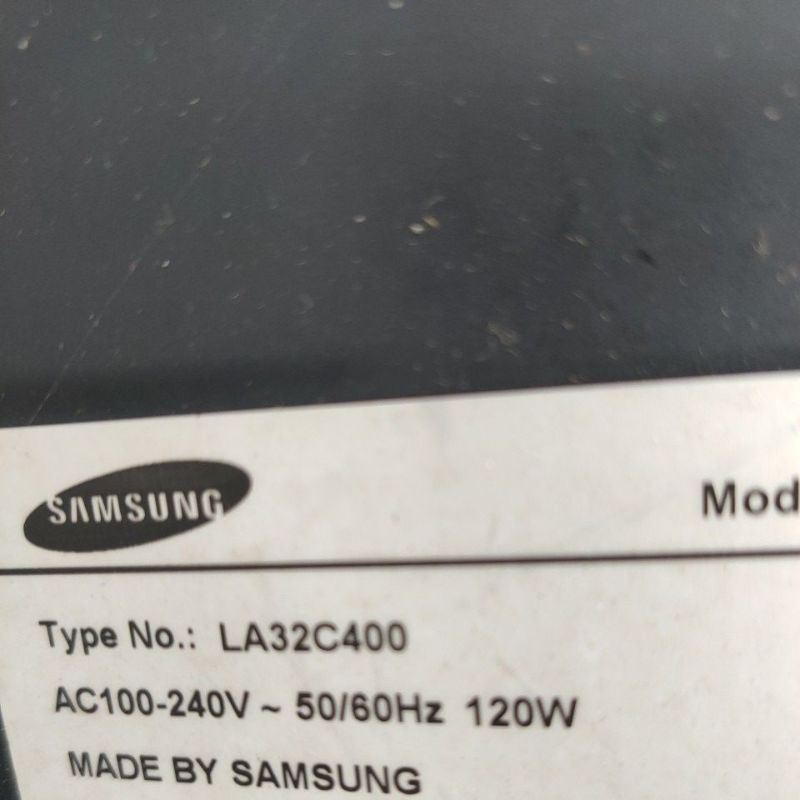 SAMSUNG
Mod
Type No.: LA32C400
AC100-240V ~ 50/60Hz 120W
MADE BY SAMSUNG